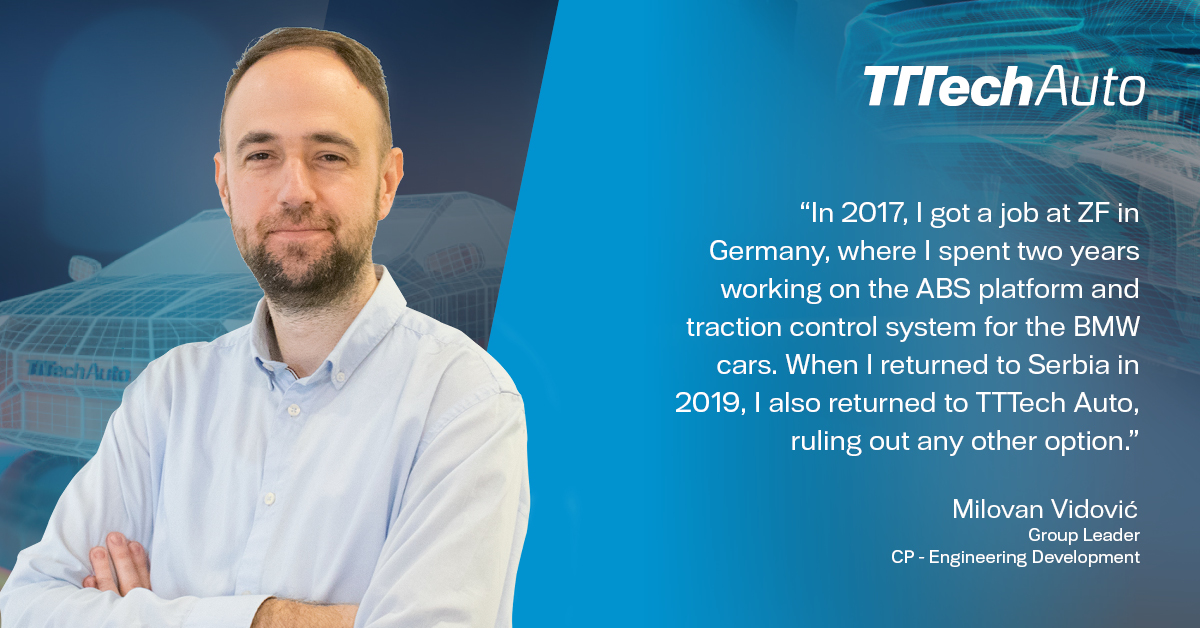 TTTechAuto
“In 2017, I got a job at ZF in
Germany, where I spent two years
working on the ABS platform and
traction control system for the BMW
cars. When I returned to Serbia in
2019, I also returned to TTTech Auto,
ruling out any other option.”
Milovan Vidović
Group Leader
CP - Engineering Development
TTTechAuto